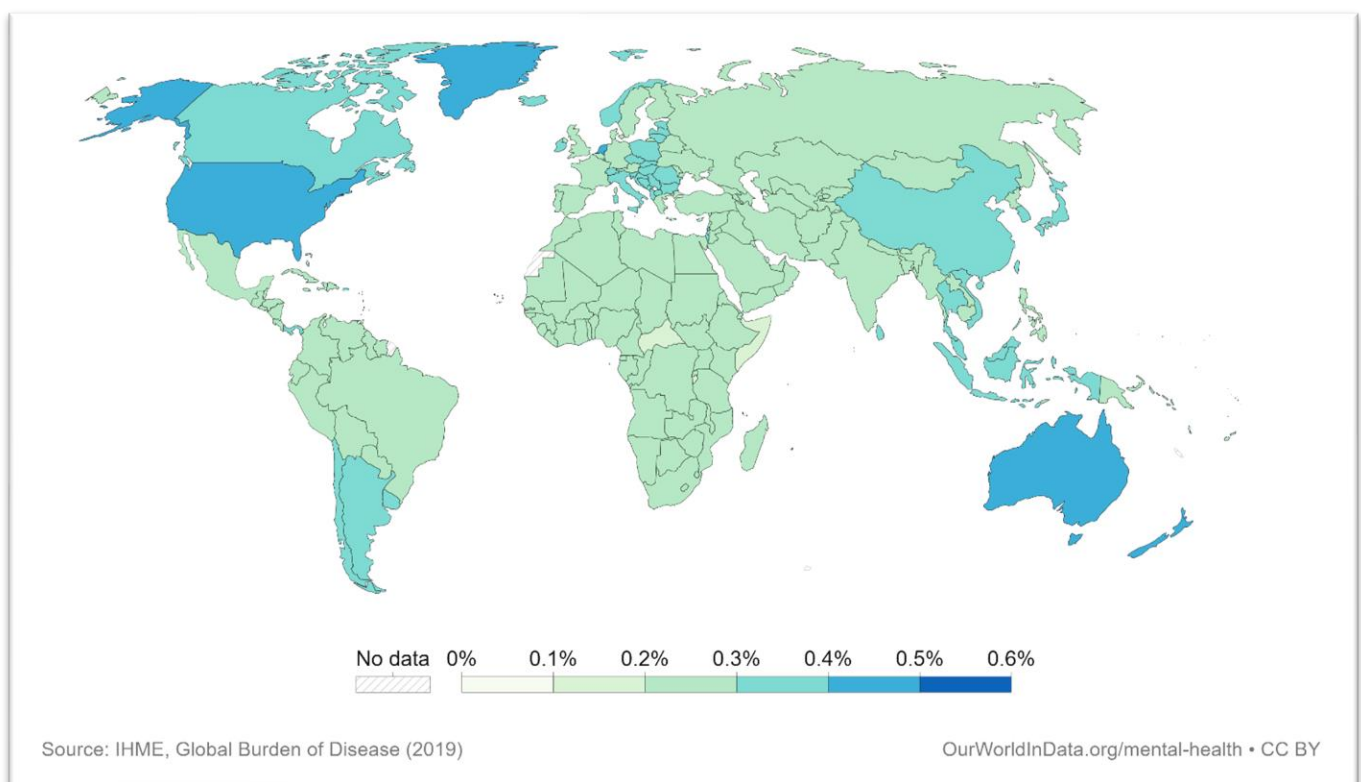 No data 0% 0.1% 0.2% 0.3% 0.4% 0.5% 0.6%
Source: IHME, Global Burden of Disease (2019)
OurWorldInData.org/mental-health • CC BY